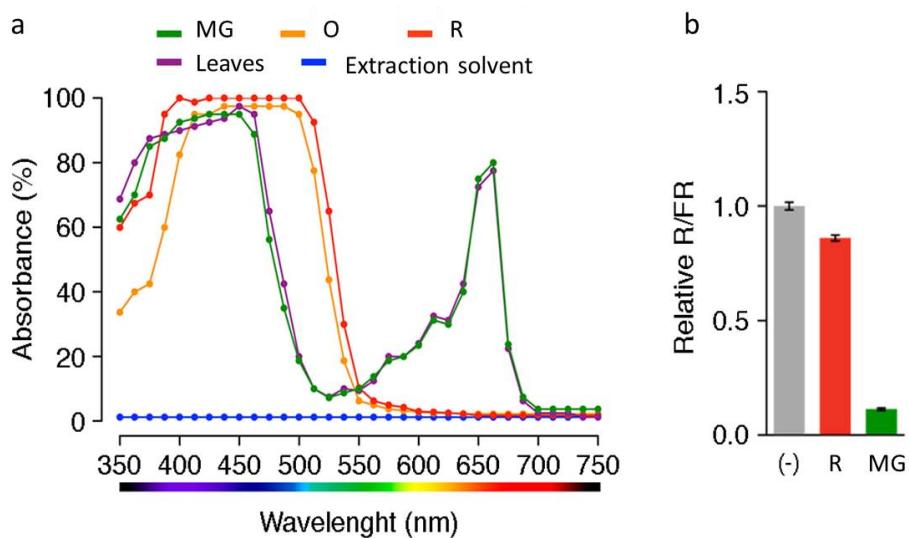 a
MG O R
Leaves Extraction solvent
Absorbance (%)
100
80
60
40
20
0
350 400 450 500 550 600 650 700 750
Wavelenght (nm)
b
Relative R/FR
1.5
1.0
0.5
0.0
(-) R MG